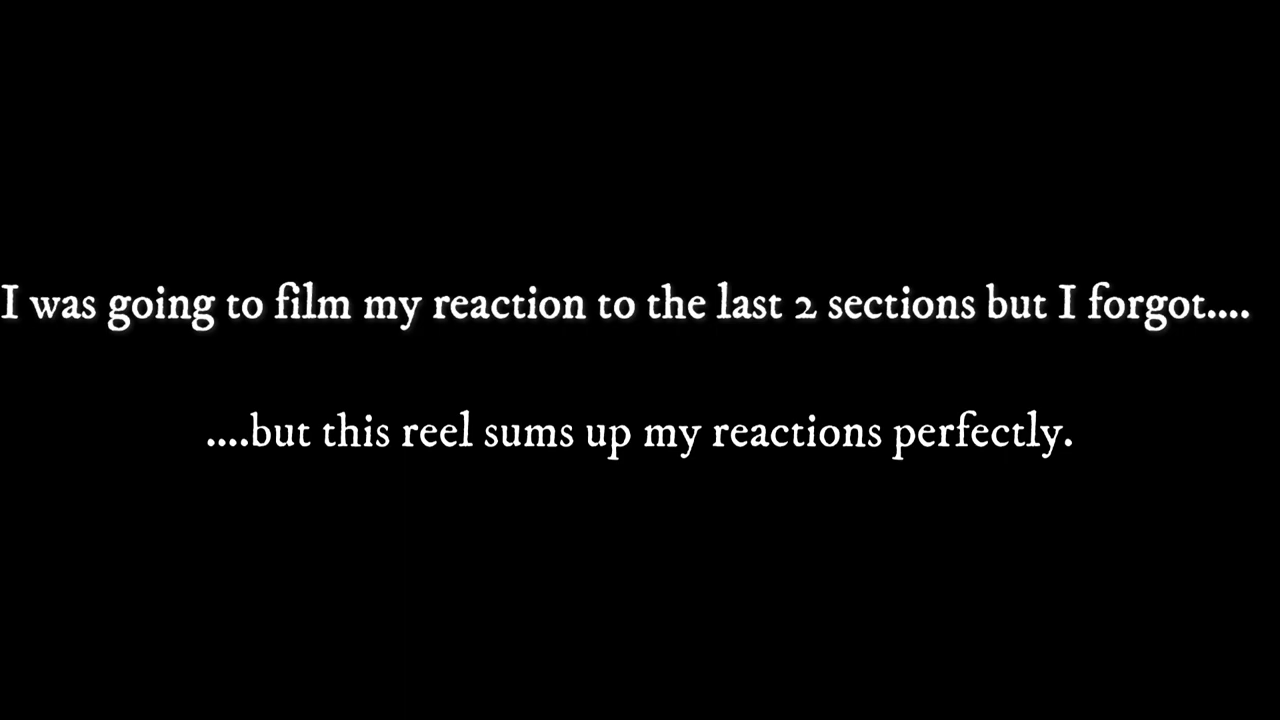 I was going to film my reaction to the last 2 sections but I forgot....
....but this reel sums up my reactions perfectly.